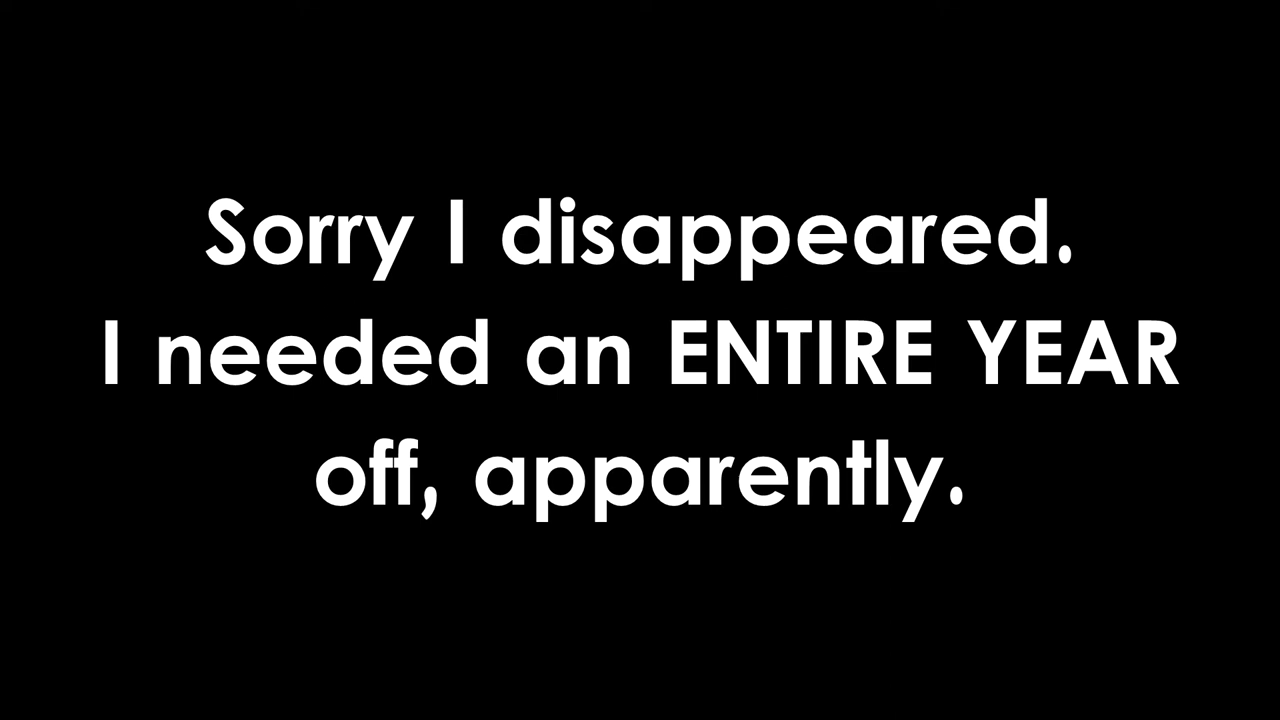 Sorry I disappeared.
I needed an ENTIRE YEAR
off, apparently.